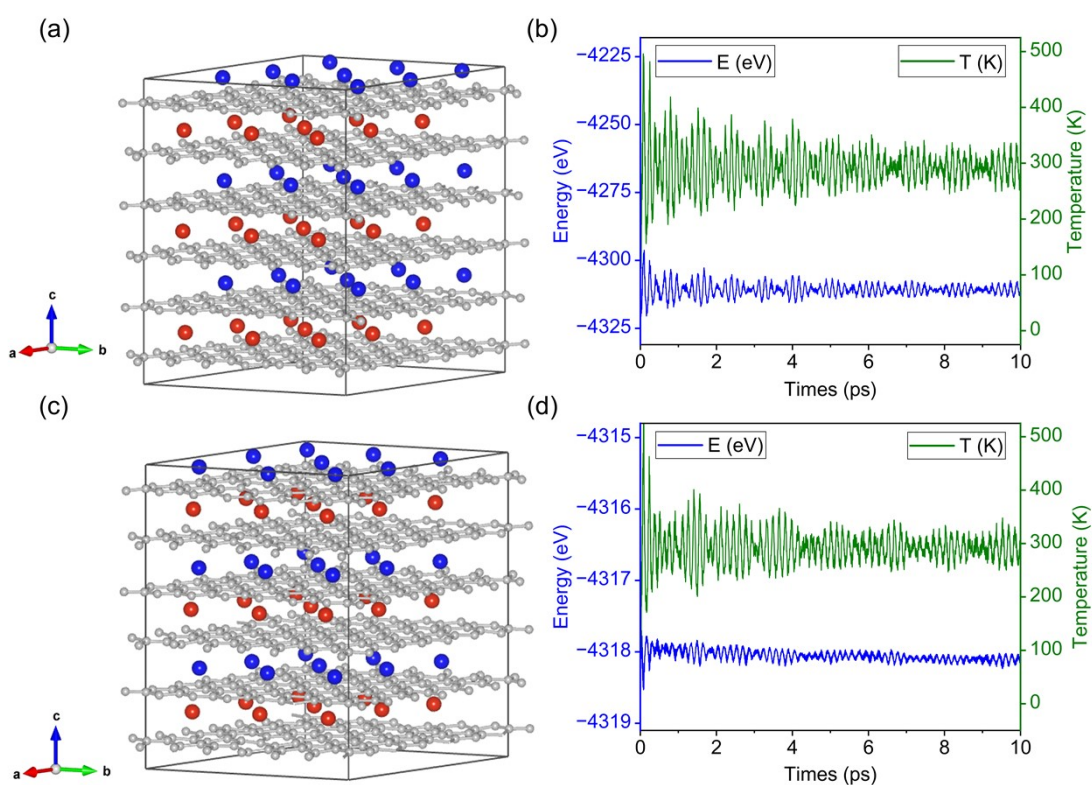 (a)
c
a
b
(b)
E (eV)
T (K)
−4225
−4250
−4275
−4300
−4325
Energy (eV)
500
400
300
200
100
0
Temperature (K)
0
2
4
6
8
10
Times (ps)
(c)
c
a
b
(d)
E (eV)
T (K)
−4315
−4316
−4317
−4318
−4319
Energy (eV)
500
400
300
200
100
0
Temperature (K)
0
2
4
6
8
10
Times (ps)